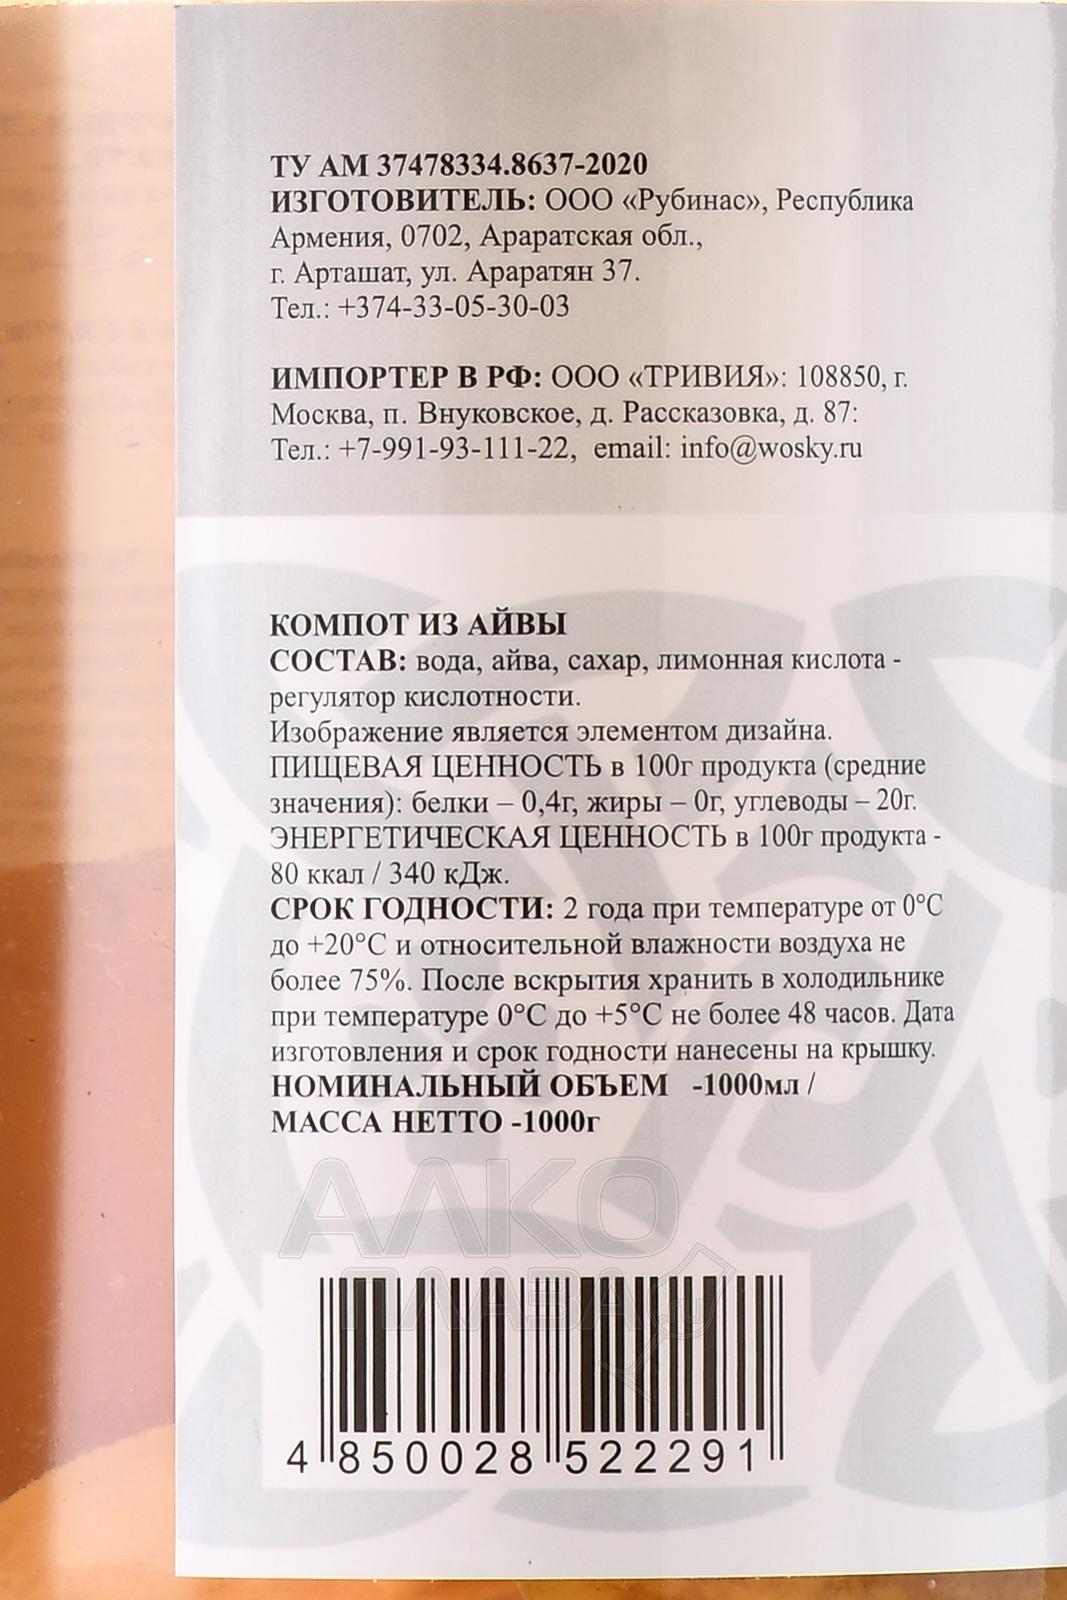 ТУ АМ 37478334.8637-2020
ИЗГОТОВИТЕЛЬ: ООО «Рубинас», Республика
Армения, 0702, Араратская обл.,
г. Арташат, ул. Араратян 37.
Тел.: +374-33-05-30-03
ИМПОРТЕР В РФ: ООО «ТРИВИЯ»: 108850, г.
Москва, п. Внуковское, д. Рассказовка, д. 87:
Тел.: +7-991-93-111-22, email: info@wosky.ru
КОМПОТ ИЗ АЙВЫ
СОСТАВ: вода, айва, сахар, лимонная кислота -
регулятор кислотности.
Изображение является элементом дизайна.
ПИЩЕВАЯ ЦЕННОСТЬ в 100г продукта (средние
значения): белки – 0,4г, жиры – 0г, углеводы – 20г.
ЭНЕРГЕТИЧЕСКАЯ ЦЕННОСТЬ в 100г продукта -
80 ккал / 340 кДж.
СРОК ГОДНОСТИ: 2 года при температуре от 0°С
до +20°С и относительной влажности воздуха не
более 75%. После вскрытия хранить в холодильнике
при температуре 0°С до +5°С не более 48 часов. Дата
изготовления и срок годности нанесены на крышку.
НОМИНАЛЬНЫЙ ОБЪЕМ -1000мл /
МАССА НЕТТО -1000г
АЛКО
ПЛАЗА.ru
4 850028 522291